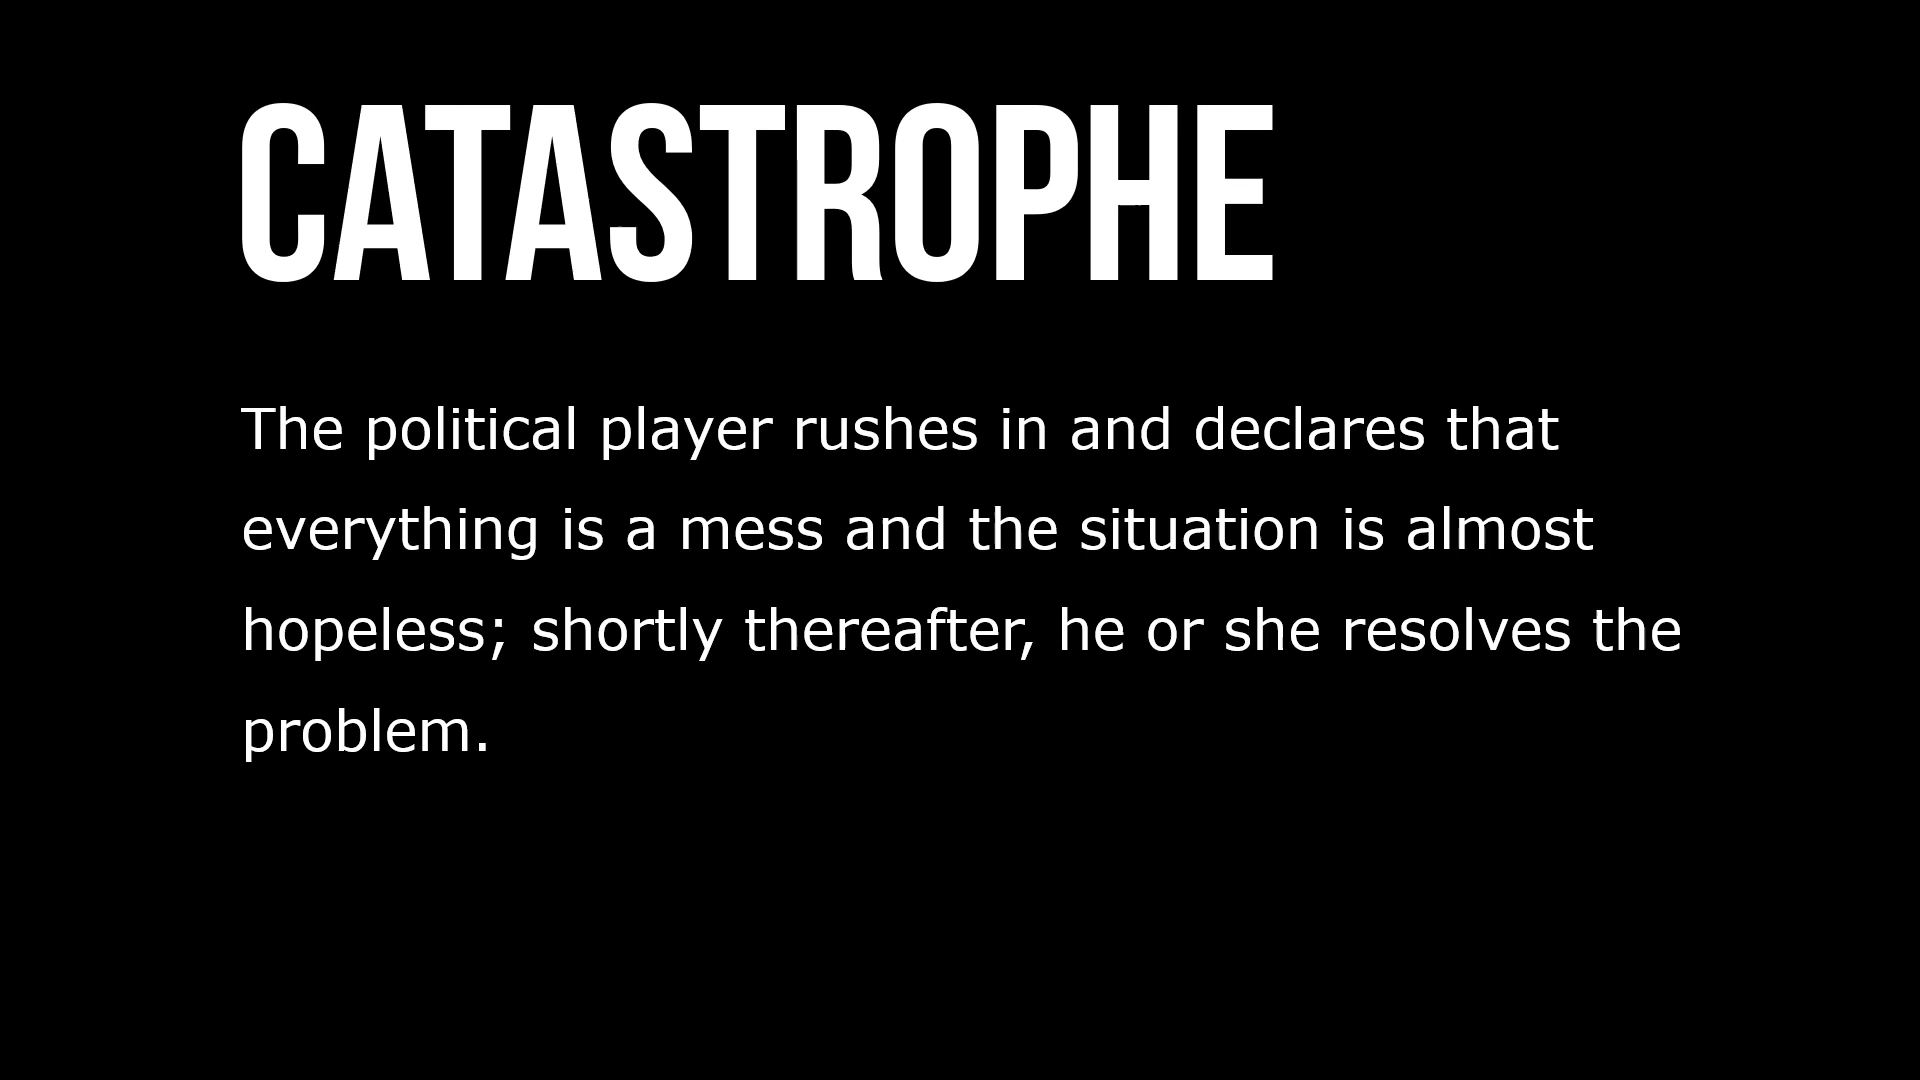 CATASTROPHE
The political player rushes in and declares that
everything is a mess and the situation is almost
hopeless; shortly thereafter, he or she resolves the
problem.